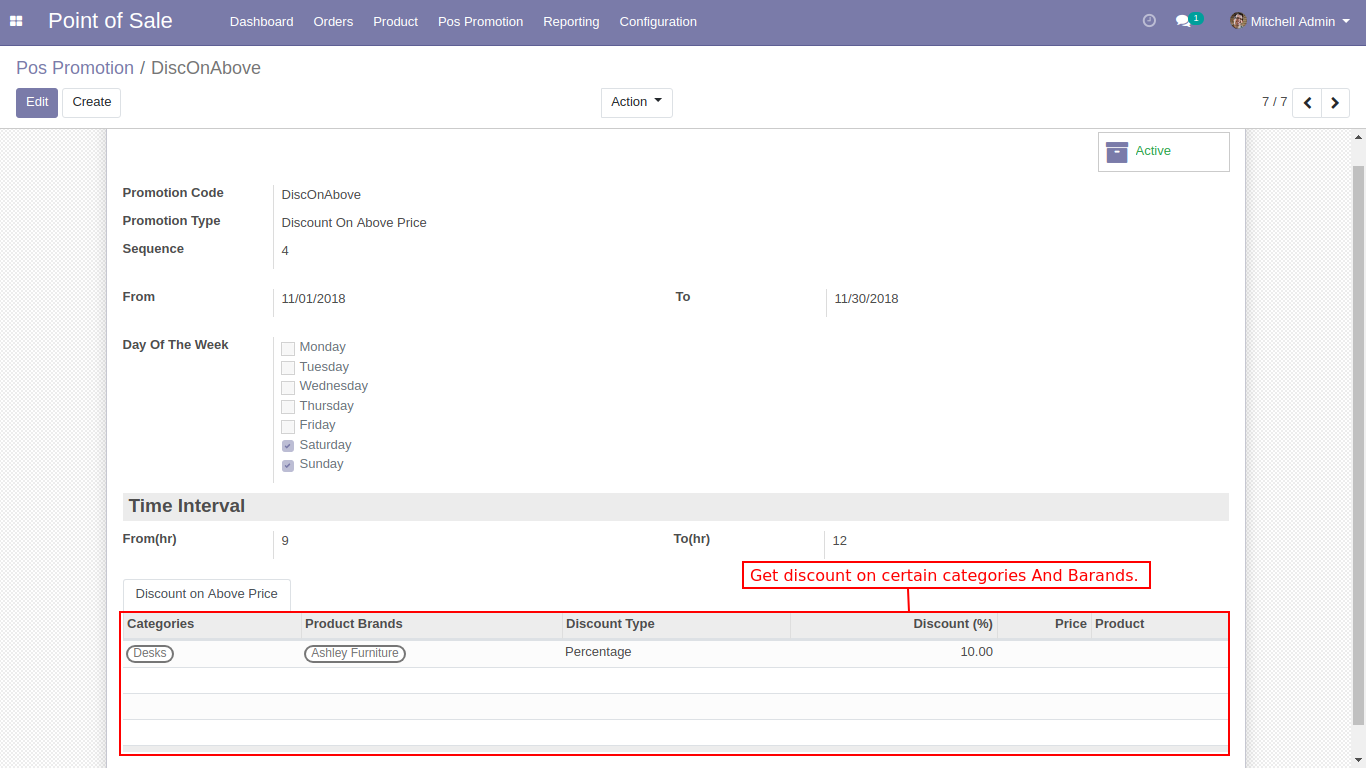 Point of Sale Dashboard Orders Product Pos Promotion Reporting Configuration 1 Mitchell Admin
Pos Promotion / DiscOnAbove
Edit Create Action 7 / 7
Active
Promotion Code DiscOnAbove
Promotion Type Discount On Above Price
Sequence 4
From 11/01/2018 To 11/30/2018
Day Of The Week Monday
Tuesday
Wednesday
Thursday
Friday
Saturday
Sunday
Time Interval
From(hr) 9 To(hr) 12
Get discount on certain categories And Barands.
Discount on Above Price
Categories Product Brands Discount Type Discount (%) Price Product
Desks Ashley Furniture Percentage 10.00